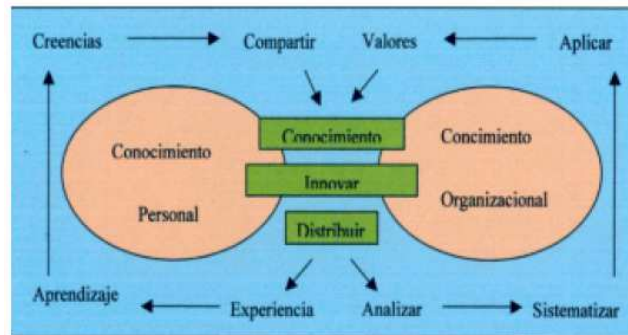 Creencias Compartir Valores Aplicar
Conocimiento
Conocimiento Concimiento
Innovar
Personal Organizacional
Distribuir
Aprendizaje Experiencia Analizar Sistematizar